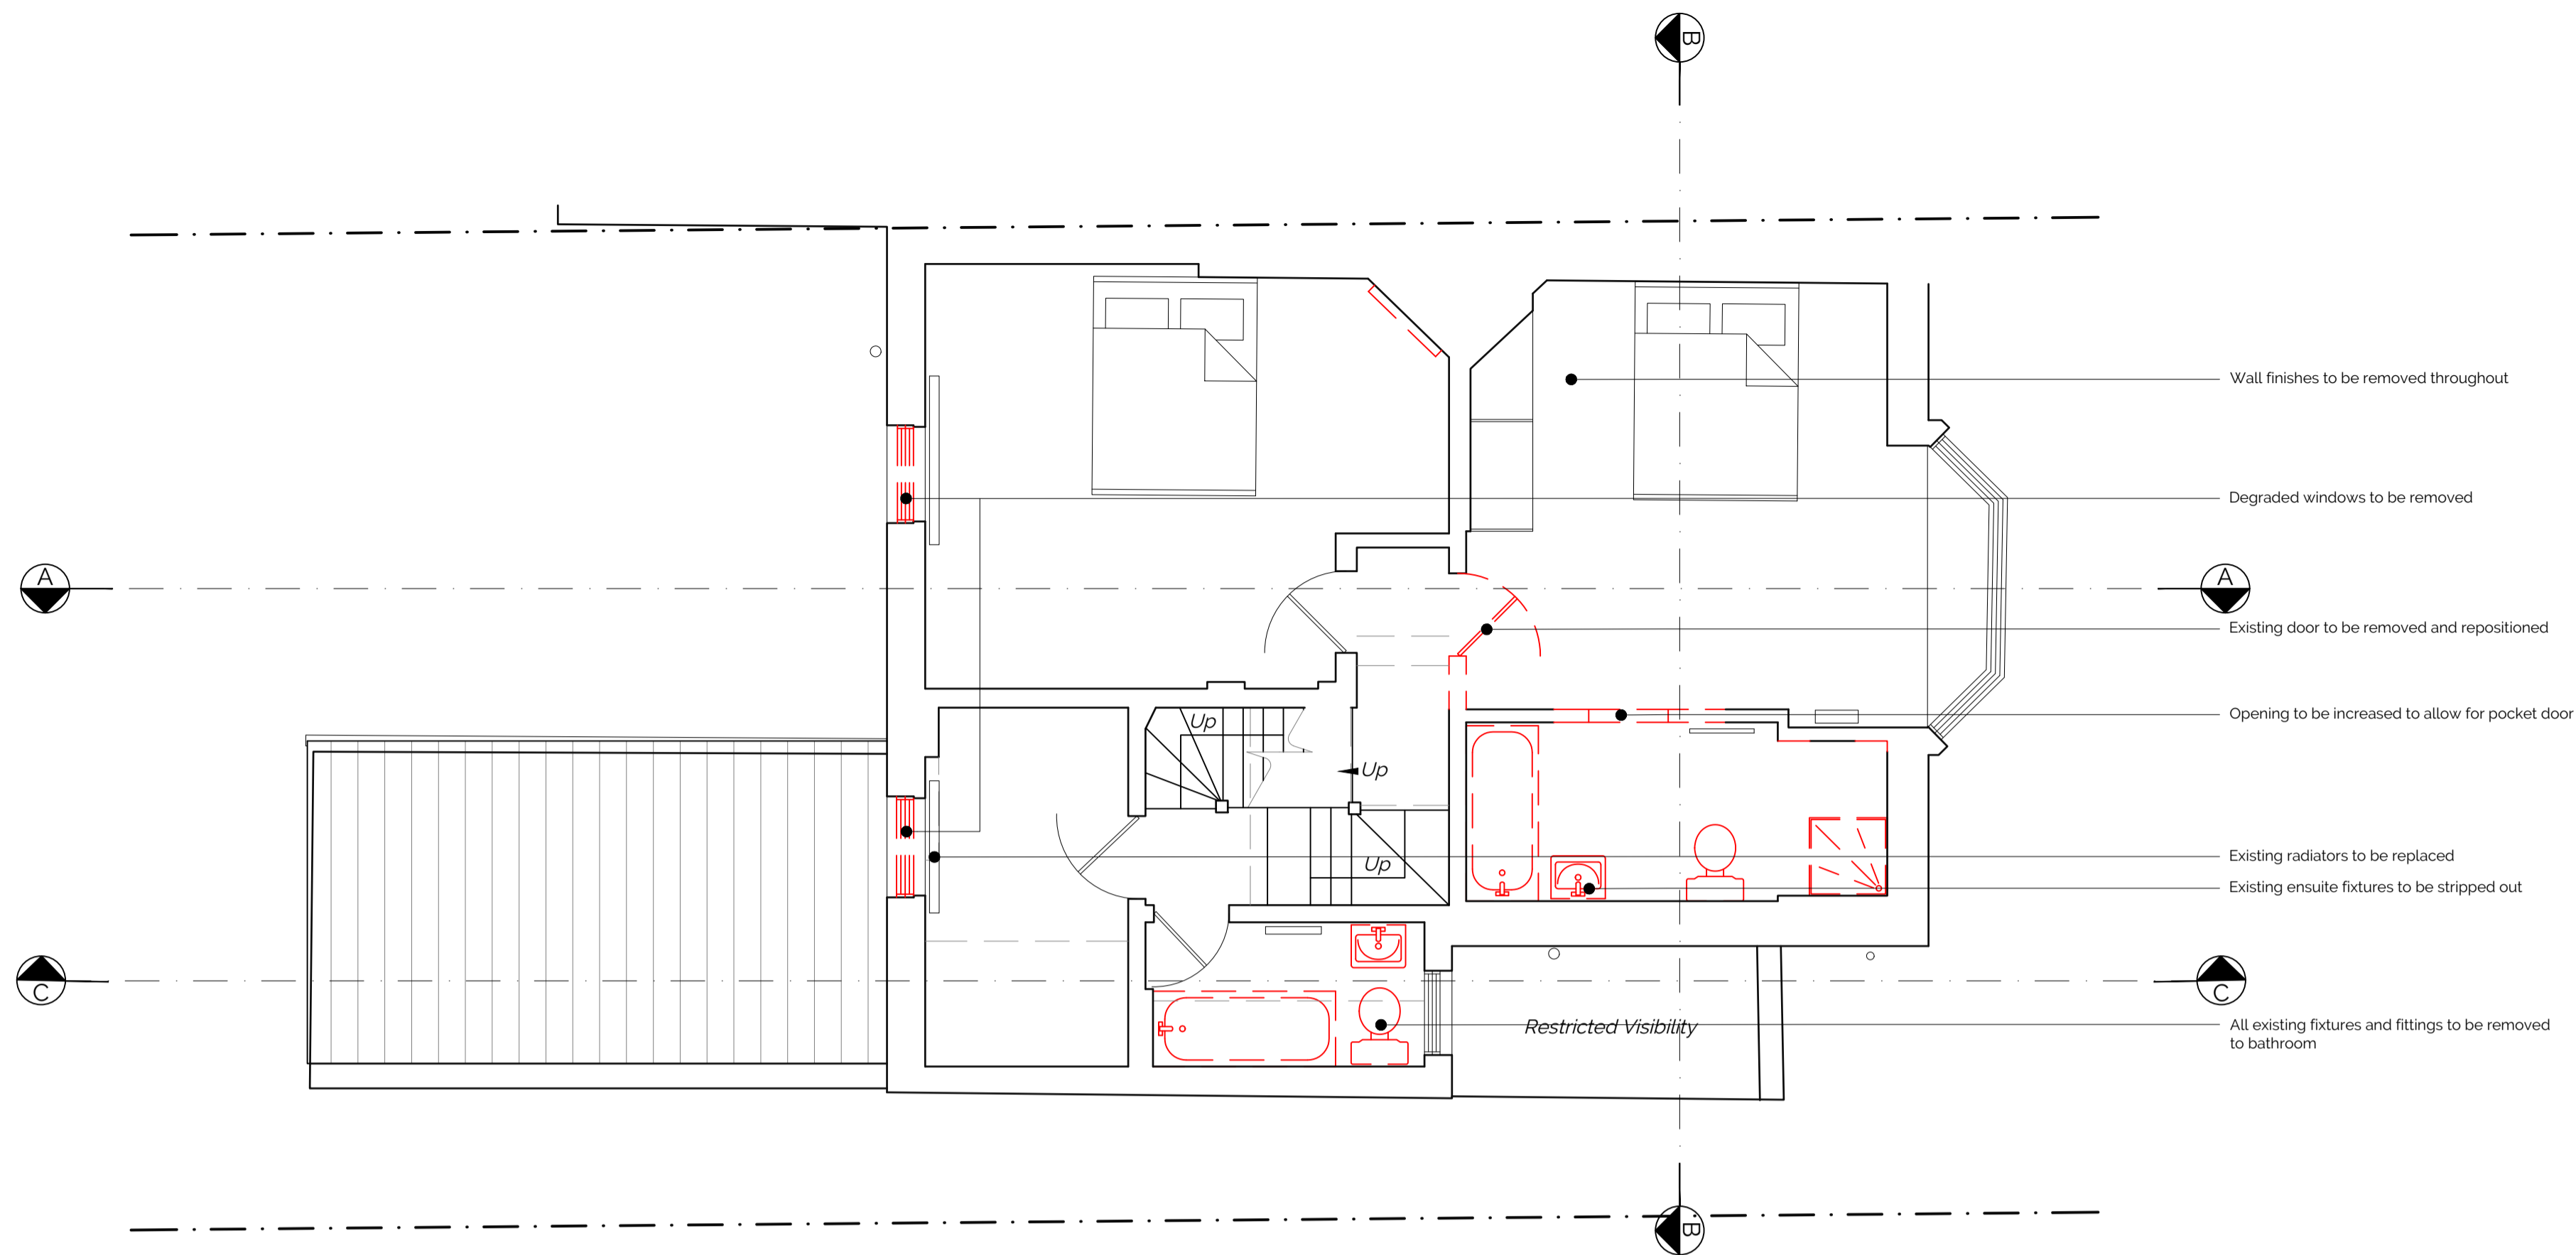 B
Wall finishes to be removed throughout
Degraded windows to be removed
A
A
Existing door to be removed and repositioned
Opening to be increased to allow for pocket door
Up
Up
Up
Existing radiators to be replaced
Existing ensuite fixtures to be stripped out
C
C
Restricted Visibility
All existing fixtures and fittings to be removed
to bathroom
B